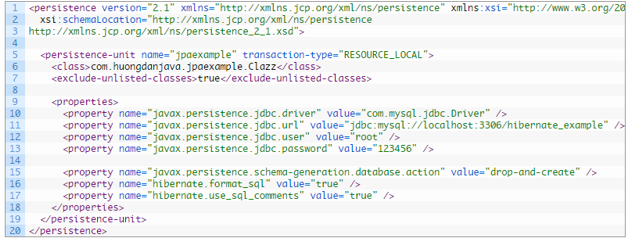 1 <persistence version="2.1" xmlns="http://xmlns.jcp.org/xml/ns/persistence" xmlns:xsi="http://www.w3.org/20
2 xsi:schemaLocation="http://xmlns.jcp.org/xml/ns/persistence
3 http://xmlns.jcp.org/xml/ns/persistence_2_1.xsd">
4
5 <persistence-unit name="jpaexample" transaction-type="RESOURCE_LOCAL">
6 <class>com.huongdanjava.jpaexample.Clazz</class>
7 <exclude-unlisted-classes>true</exclude-unlisted-classes>
8
9 <properties>
10 <property name="javax.persistence.jdbc.driver" value="com.mysql.jdbc.Driver" />
11 <property name="javax.persistence.jdbc.url" value="jdbc:mysql://localhost:3306/hibernate_example" />
12 <property name="javax.persistence.jdbc.user" value="root" />
13 <property name="javax.persistence.jdbc.password" value="123456" />
14
15 <property name="javax.persistence.schema-generation.database.action" value="drop-and-create" />
16 <property name="hibernate.format_sql" value="true" />
17 <property name="hibernate.use_sql_comments" value="true" />
18 </properties>
19 </persistence-unit>
20 </persistence>